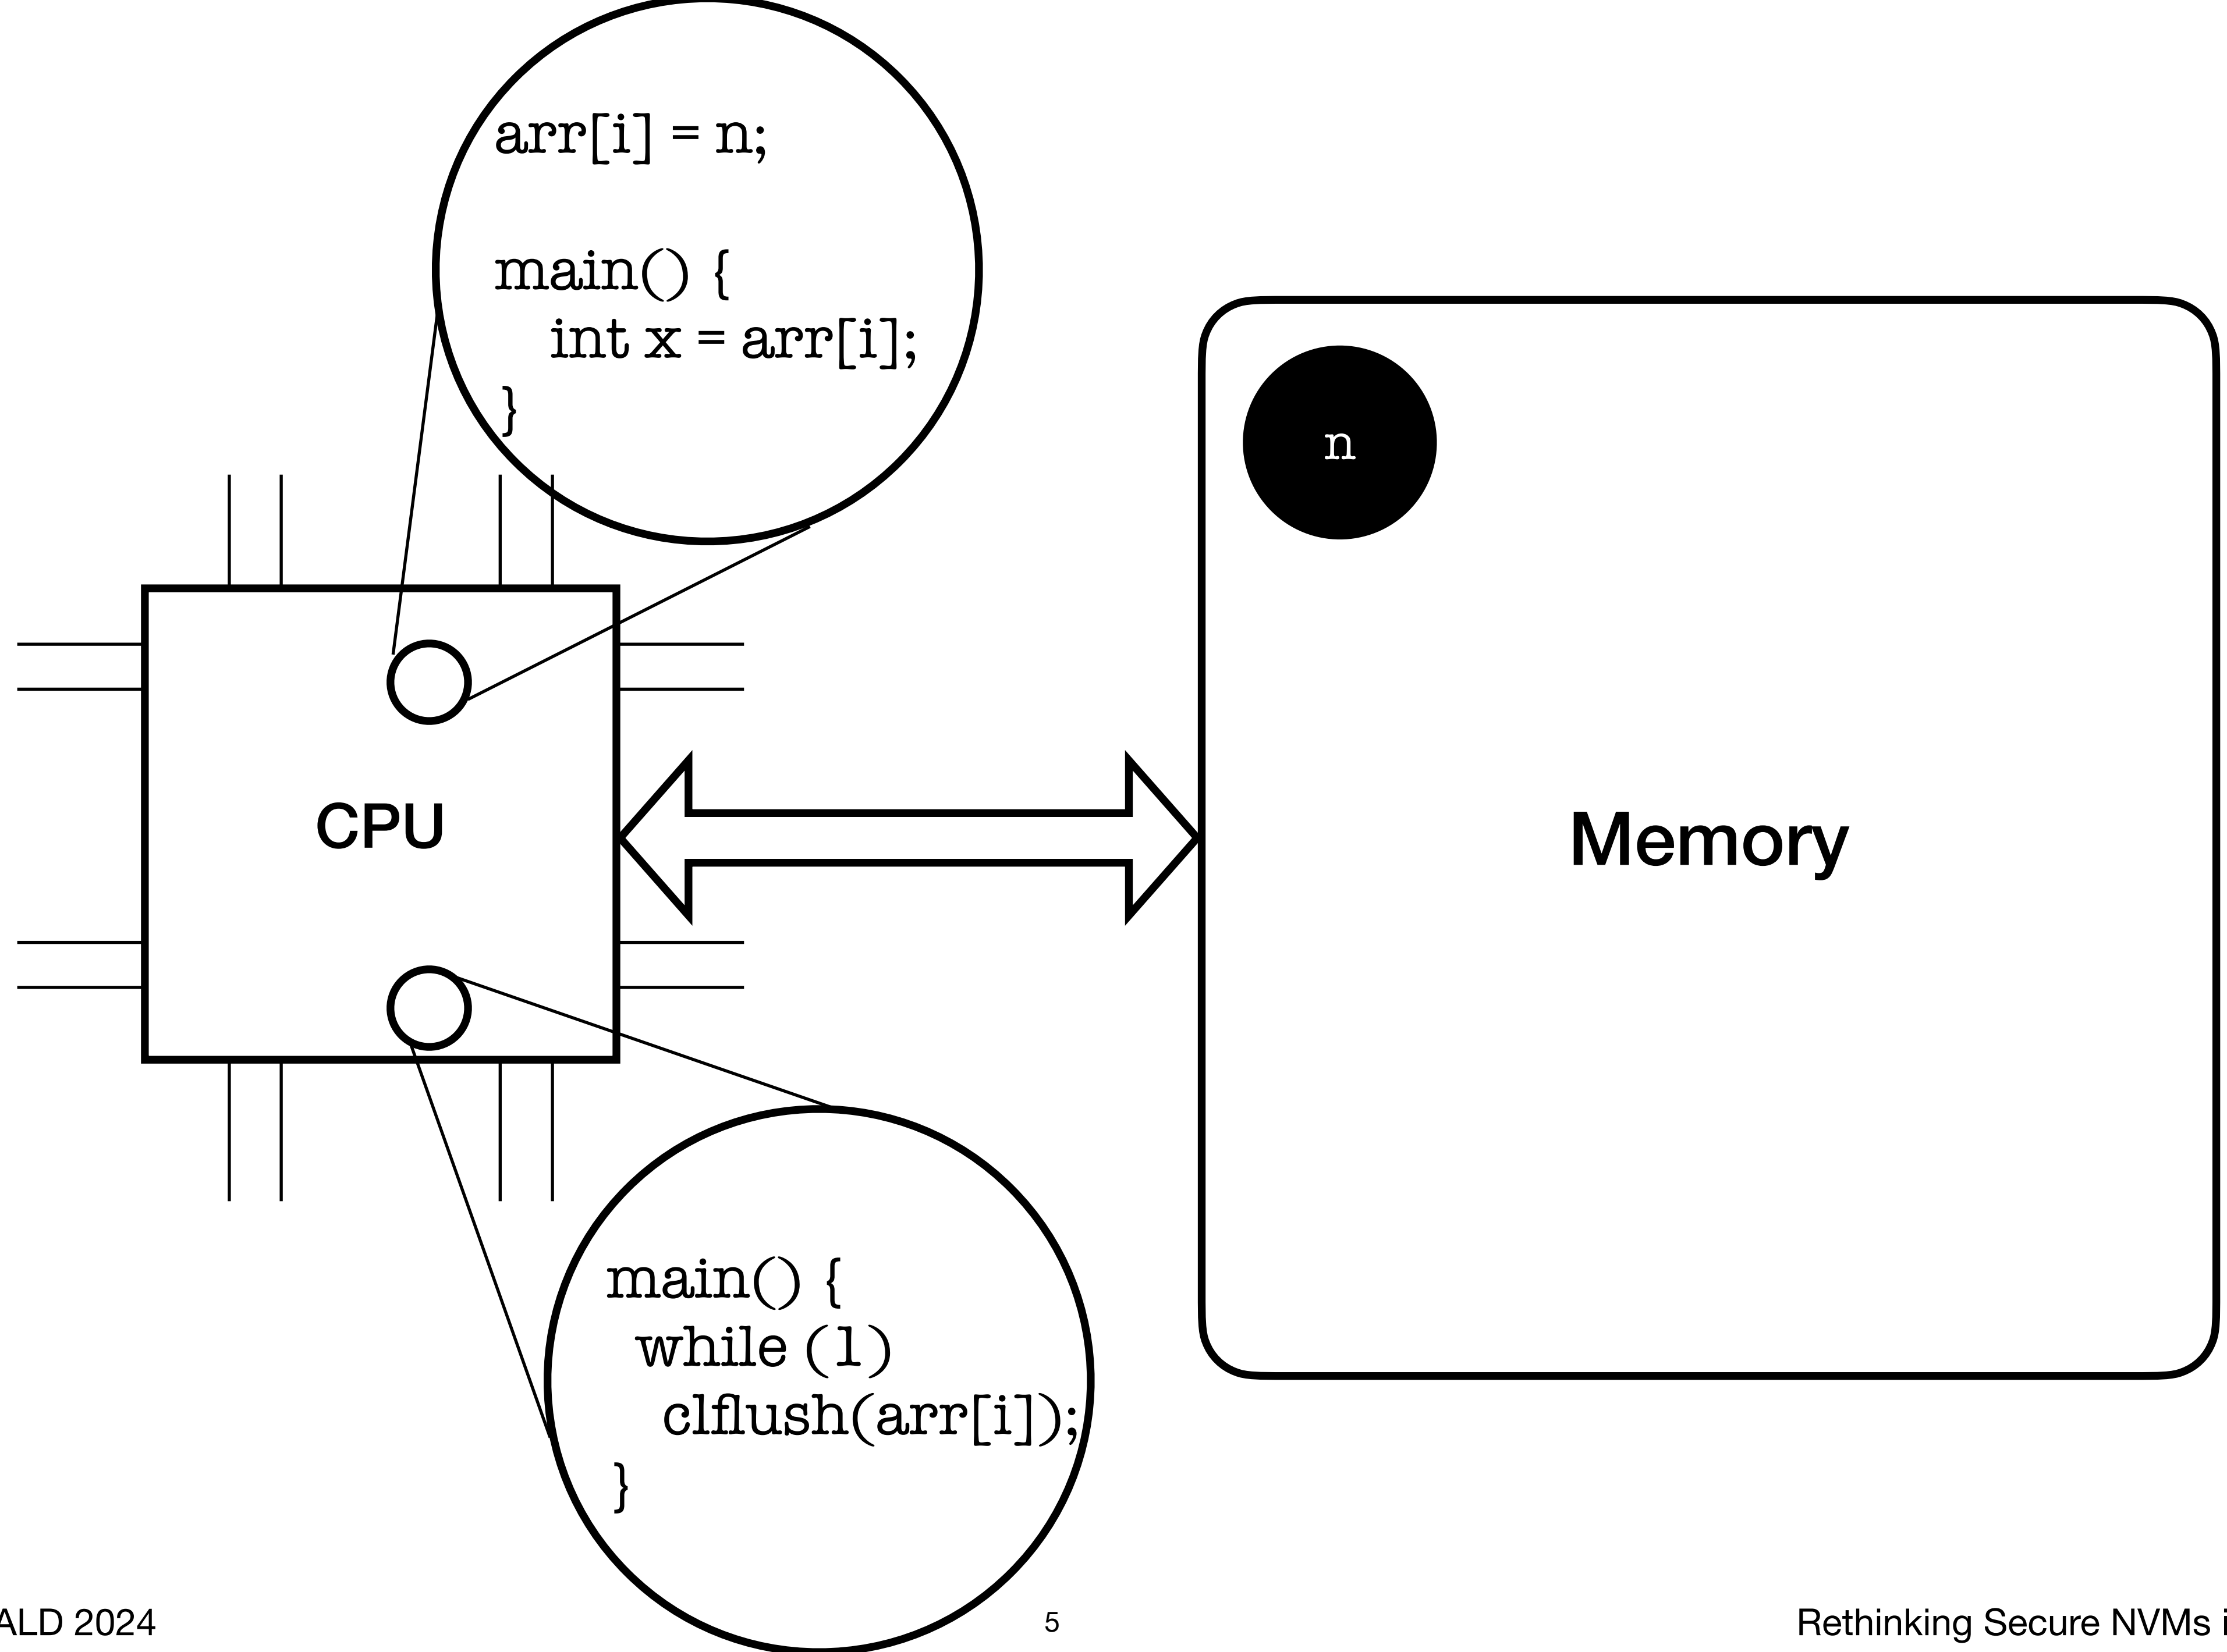 arr[i] = n;
main() {
int x = arr[i];
}
n
CPU
Memory
main() {
while (1)
clflush(arr[i]);
}
ALD 2024
5
Rethinking Secure NVMs i